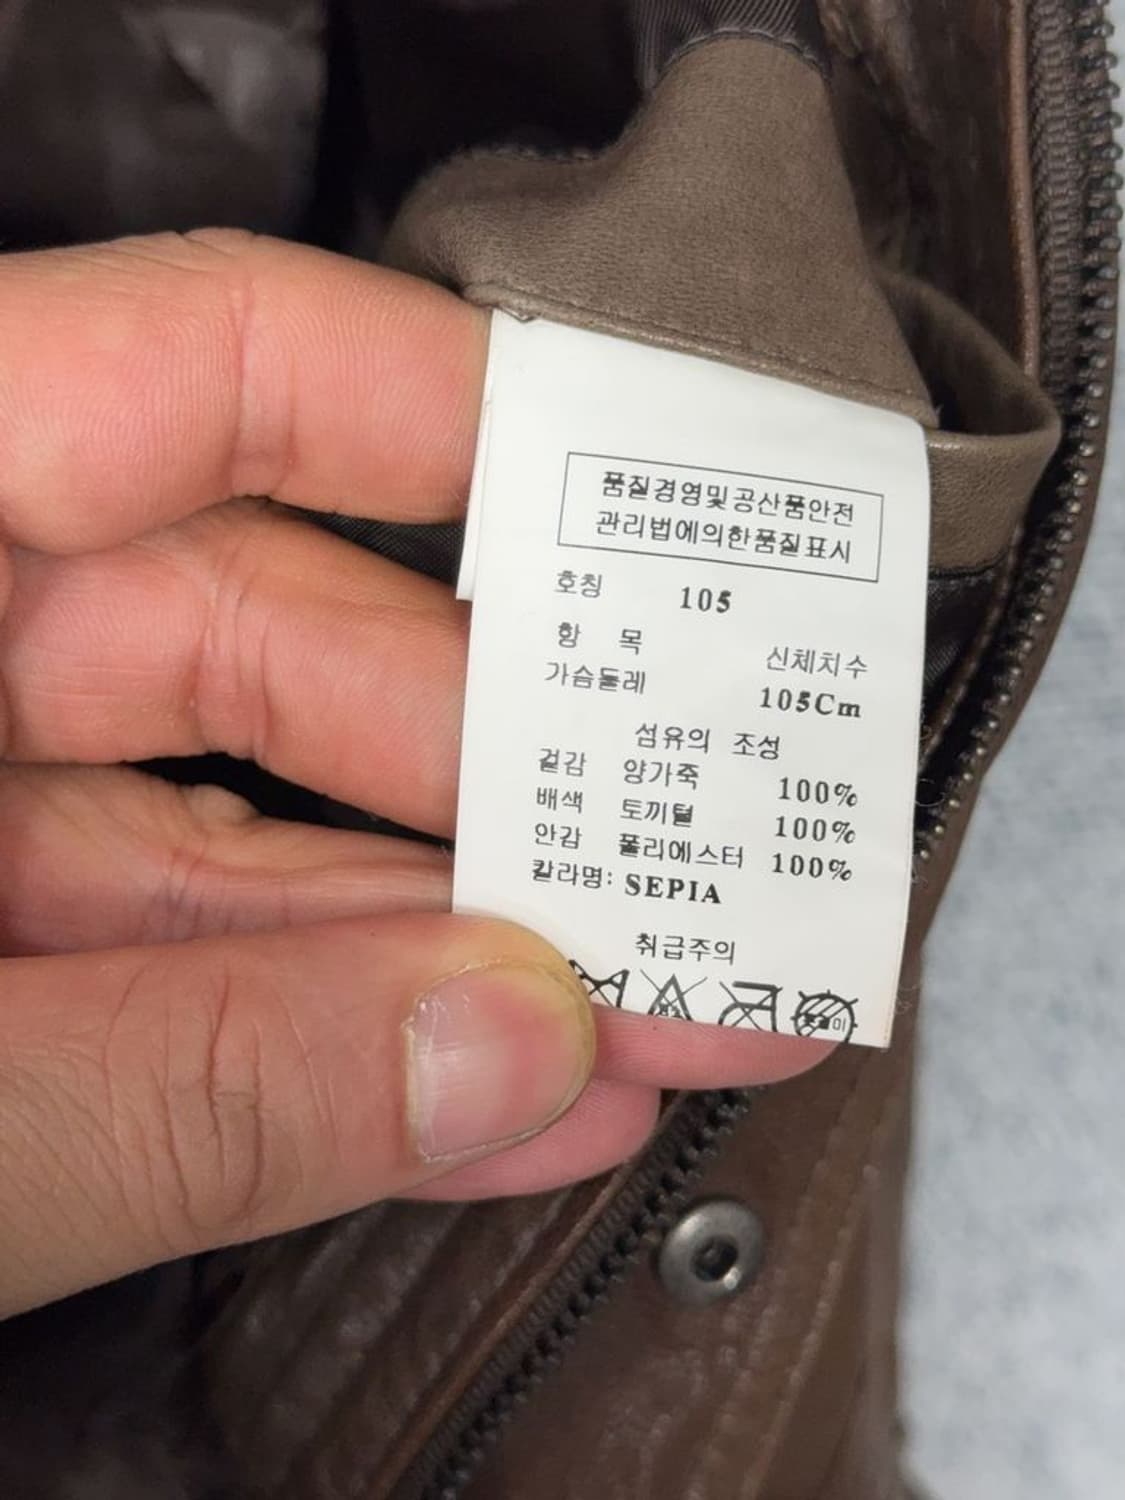 품질경영및공산품안전
관리법에의한품질표시
호칭 105
항 목 신체치수
가슴둘레 105Cm
섬유의 조성
겉감 양가죽 100%
배색 토끼털 100%
안감 폴리에스터 100%
칼라명: SEPIA
취급주의